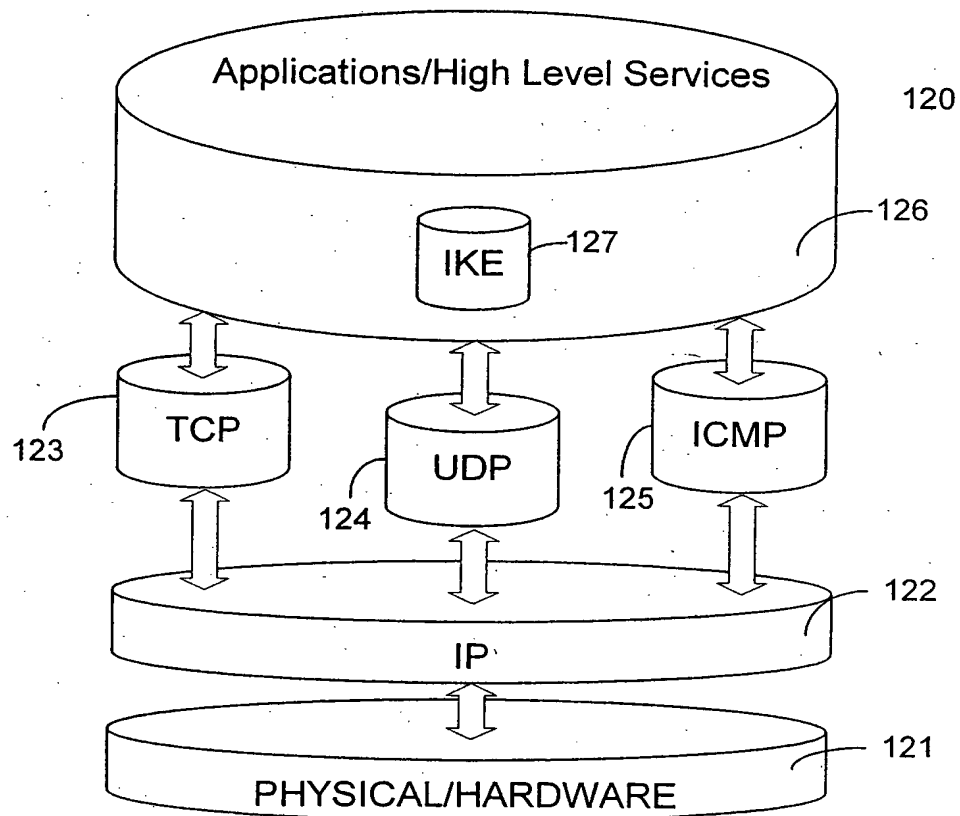 Applications/High Level Services
120
126
127
IKE
TCP
123
UDP
124
ICMP
125
122
IP
121
PHYSICAL/HARDWARE